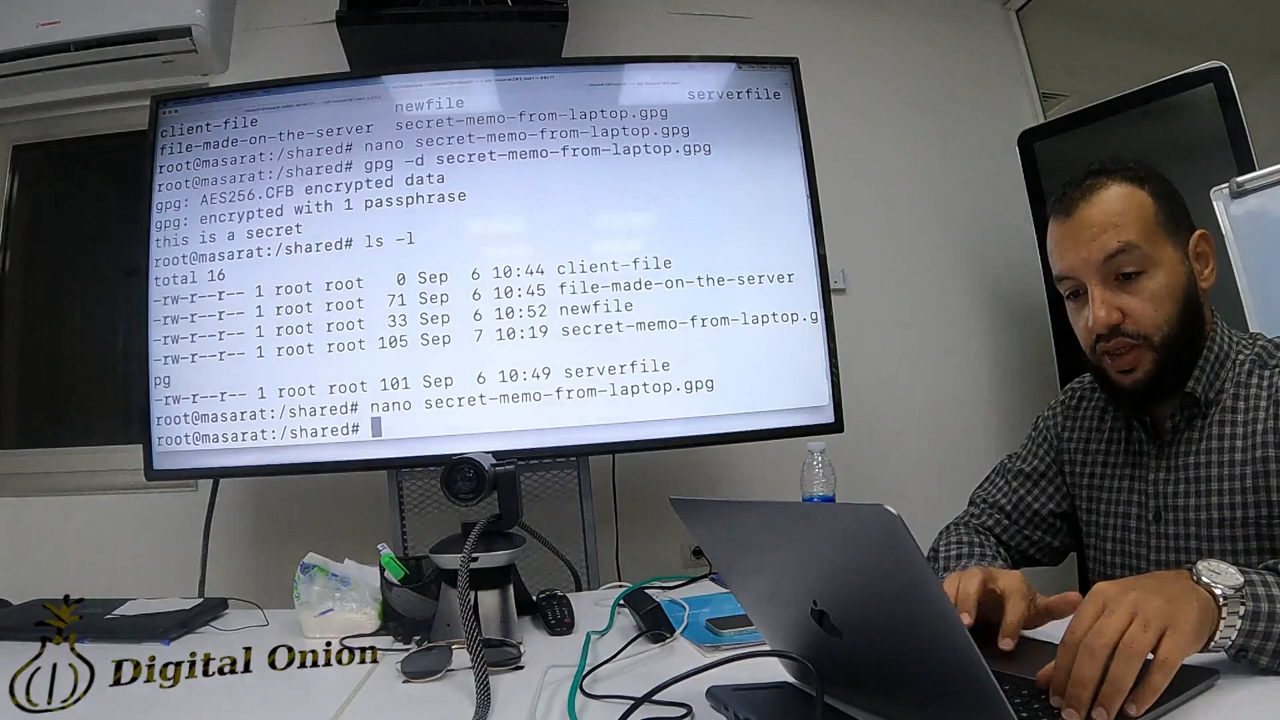 newfile serverfile
client-file
file-made-on-the-server secret-memo-from-laptop.gpg
root@masarat:/shared# nano secret-memo-from-laptop.gpg
root@masarat:/shared# gpg -d secret-memo-from-laptop.gpg
gpg: AES256.CFB encrypted data
gpg: encrypted with 1 passphrase
this is a secret
root@masarat:/shared# ls -l
total 16
-rw-r--r-- 1 root root 0 Sep 6 10:44 client-file
-rw-r--r-- 1 root root 71 Sep 6 10:45 file-made-on-the-server
-rw-r--r-- 1 root root 33 Sep 6 10:52 newfile
-rw-r--r-- 1 root root 105 Sep 7 10:19 secret-memo-from-laptop.g
pg
-rw-r--r-- 1 root root 101 Sep 6 10:49 serverfile
root@masarat:/shared# nano secret-memo-from-laptop.gpg
root@masarat:/shared#
Digital Onion